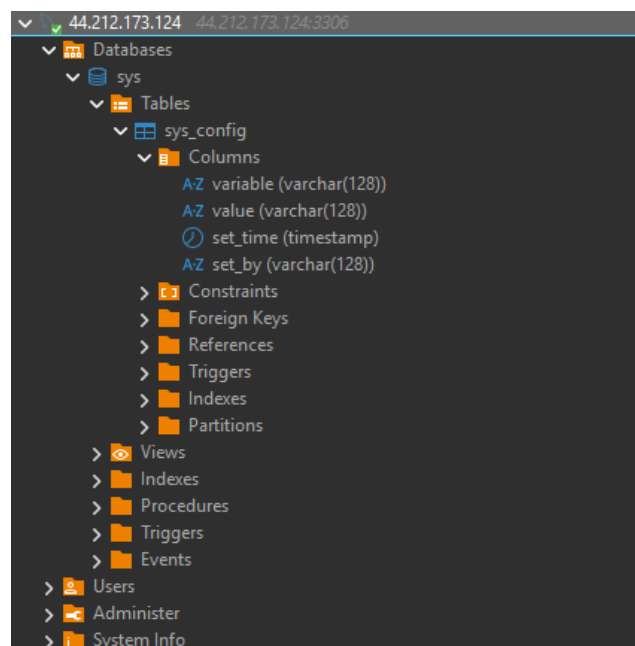 44.212.173.124 44.212.173.124:3306
Databases
sys
Tables
sys_config
Columns
A-Z variable (varchar(128))
A-Z value (varchar(128))
set_time (timestamp)
A-Z set_by (varchar(128))
Constraints
Foreign Keys
References
Triggers
Indexes
Partitions
Views
Indexes
Procedures
Triggers
Events
Users
Administer
System Info